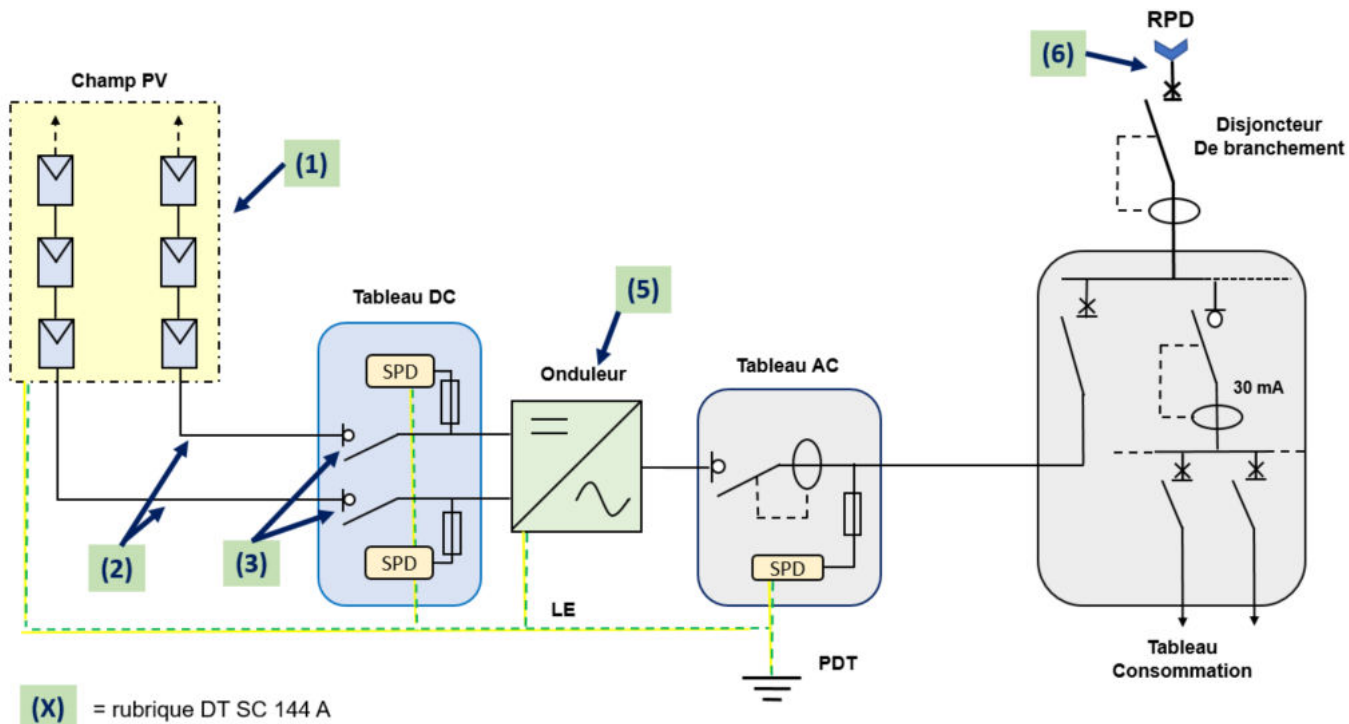 RPD
(6)
Champ PV
Disjoncteur
De branchement
(1)
(5)
Tableau DC
SPD
Onduleur
Tableau AC
30 mA
(2)
(3)
SPD
SPD
LE
PDT
Tableau
Consommation
(X) = rubrique DT SC 144 A